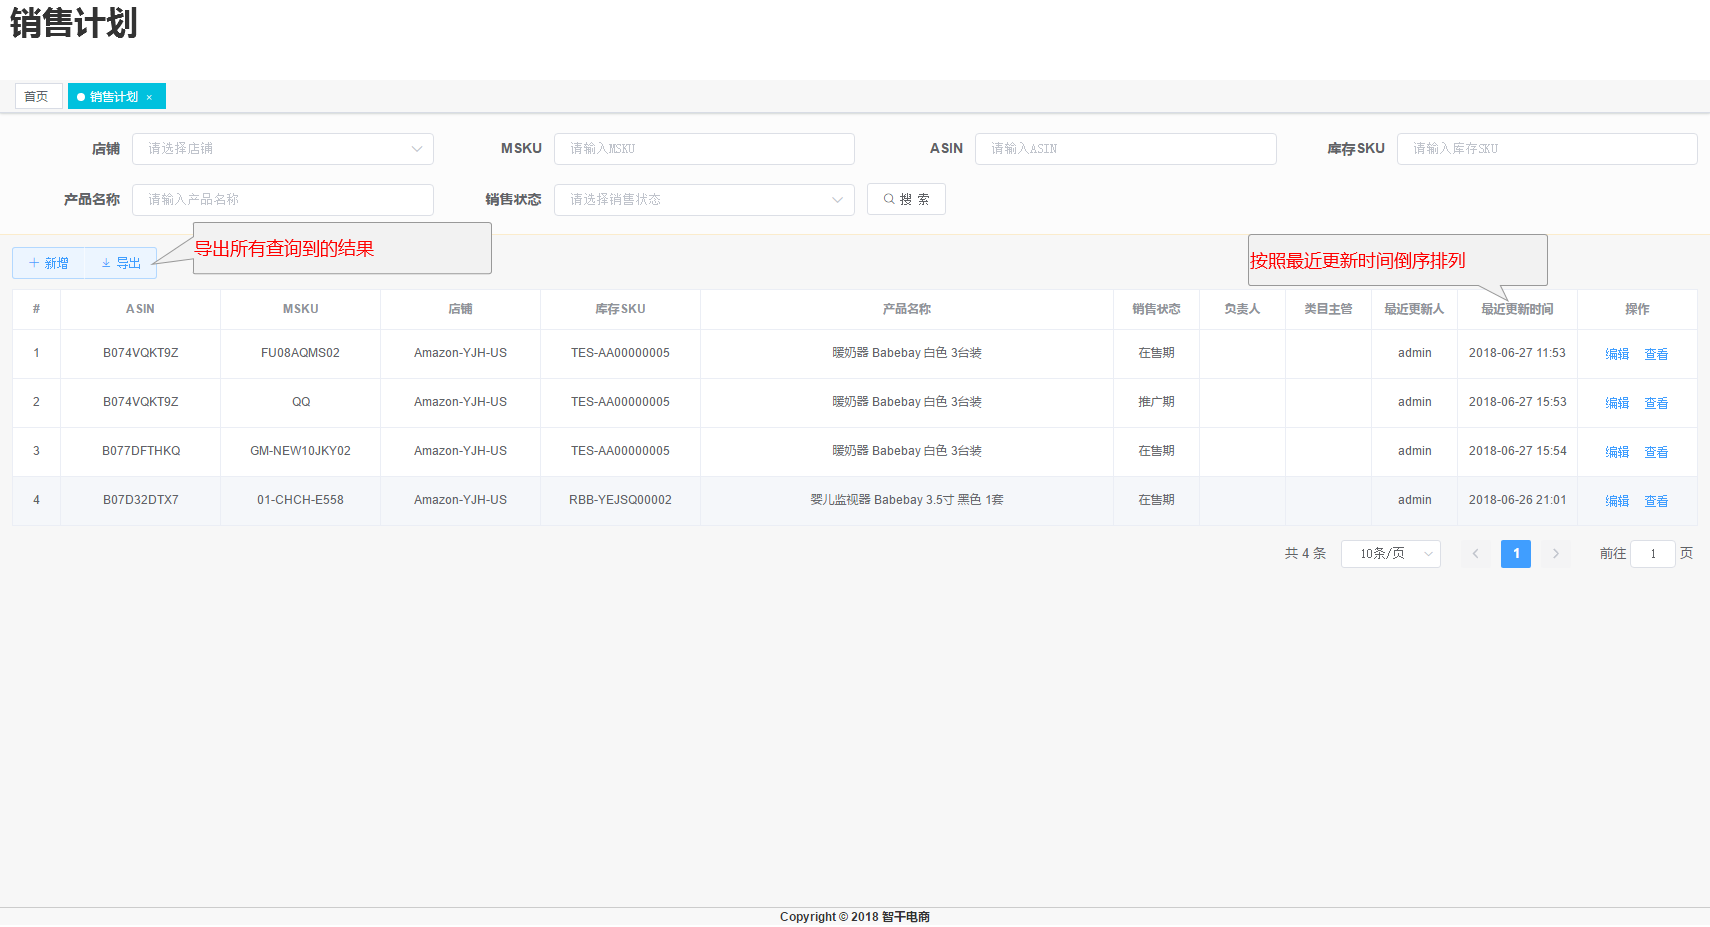 销售计划
首页 销售计划 ×
店铺 请选择店铺 MSKU 请输入MSKU ASIN 请输入ASIN 库存SKU 请输入库存SKU
产品名称 请输入产品名称 销售状态 请选择销售状态 搜 索
导出所有查询到的结果
按照最近更新时间倒序排列
新增 导出
# ASIN MSKU 店铺 库存SKU 产品名称 销售状态 负责人 类目主管 最近更新人 最近更新时间 操作
1 B074VQKT9Z FU08AQMS02 Amazon-YJH-US TES-AA00000005 暖奶器 Babebay 白色 3台装 在售期 admin 2018-06-27 11:53 编辑 查看
2 B074VQKT9Z QQ Amazon-YJH-US TES-AA00000005 暖奶器 Babebay 白色 3台装 推广期 admin 2018-06-27 15:53 编辑 查看
3 B077DFTHKQ GM-NEW10JKY02 Amazon-YJH-US TES-AA00000005 暖奶器 Babebay 白色 3台装 在售期 admin 2018-06-27 15:54 编辑 查看
4 B07D32DTX7 01-CHCH-E558 Amazon-YJH-US RBB-YEJSQ00002 婴儿监视器 Babebay 3.5寸 黑色 1套 在售期 admin 2018-06-26 21:01 编辑 查看
共 4 条 10条/页 1 前往 1 页
Copyright © 2018 智干电商